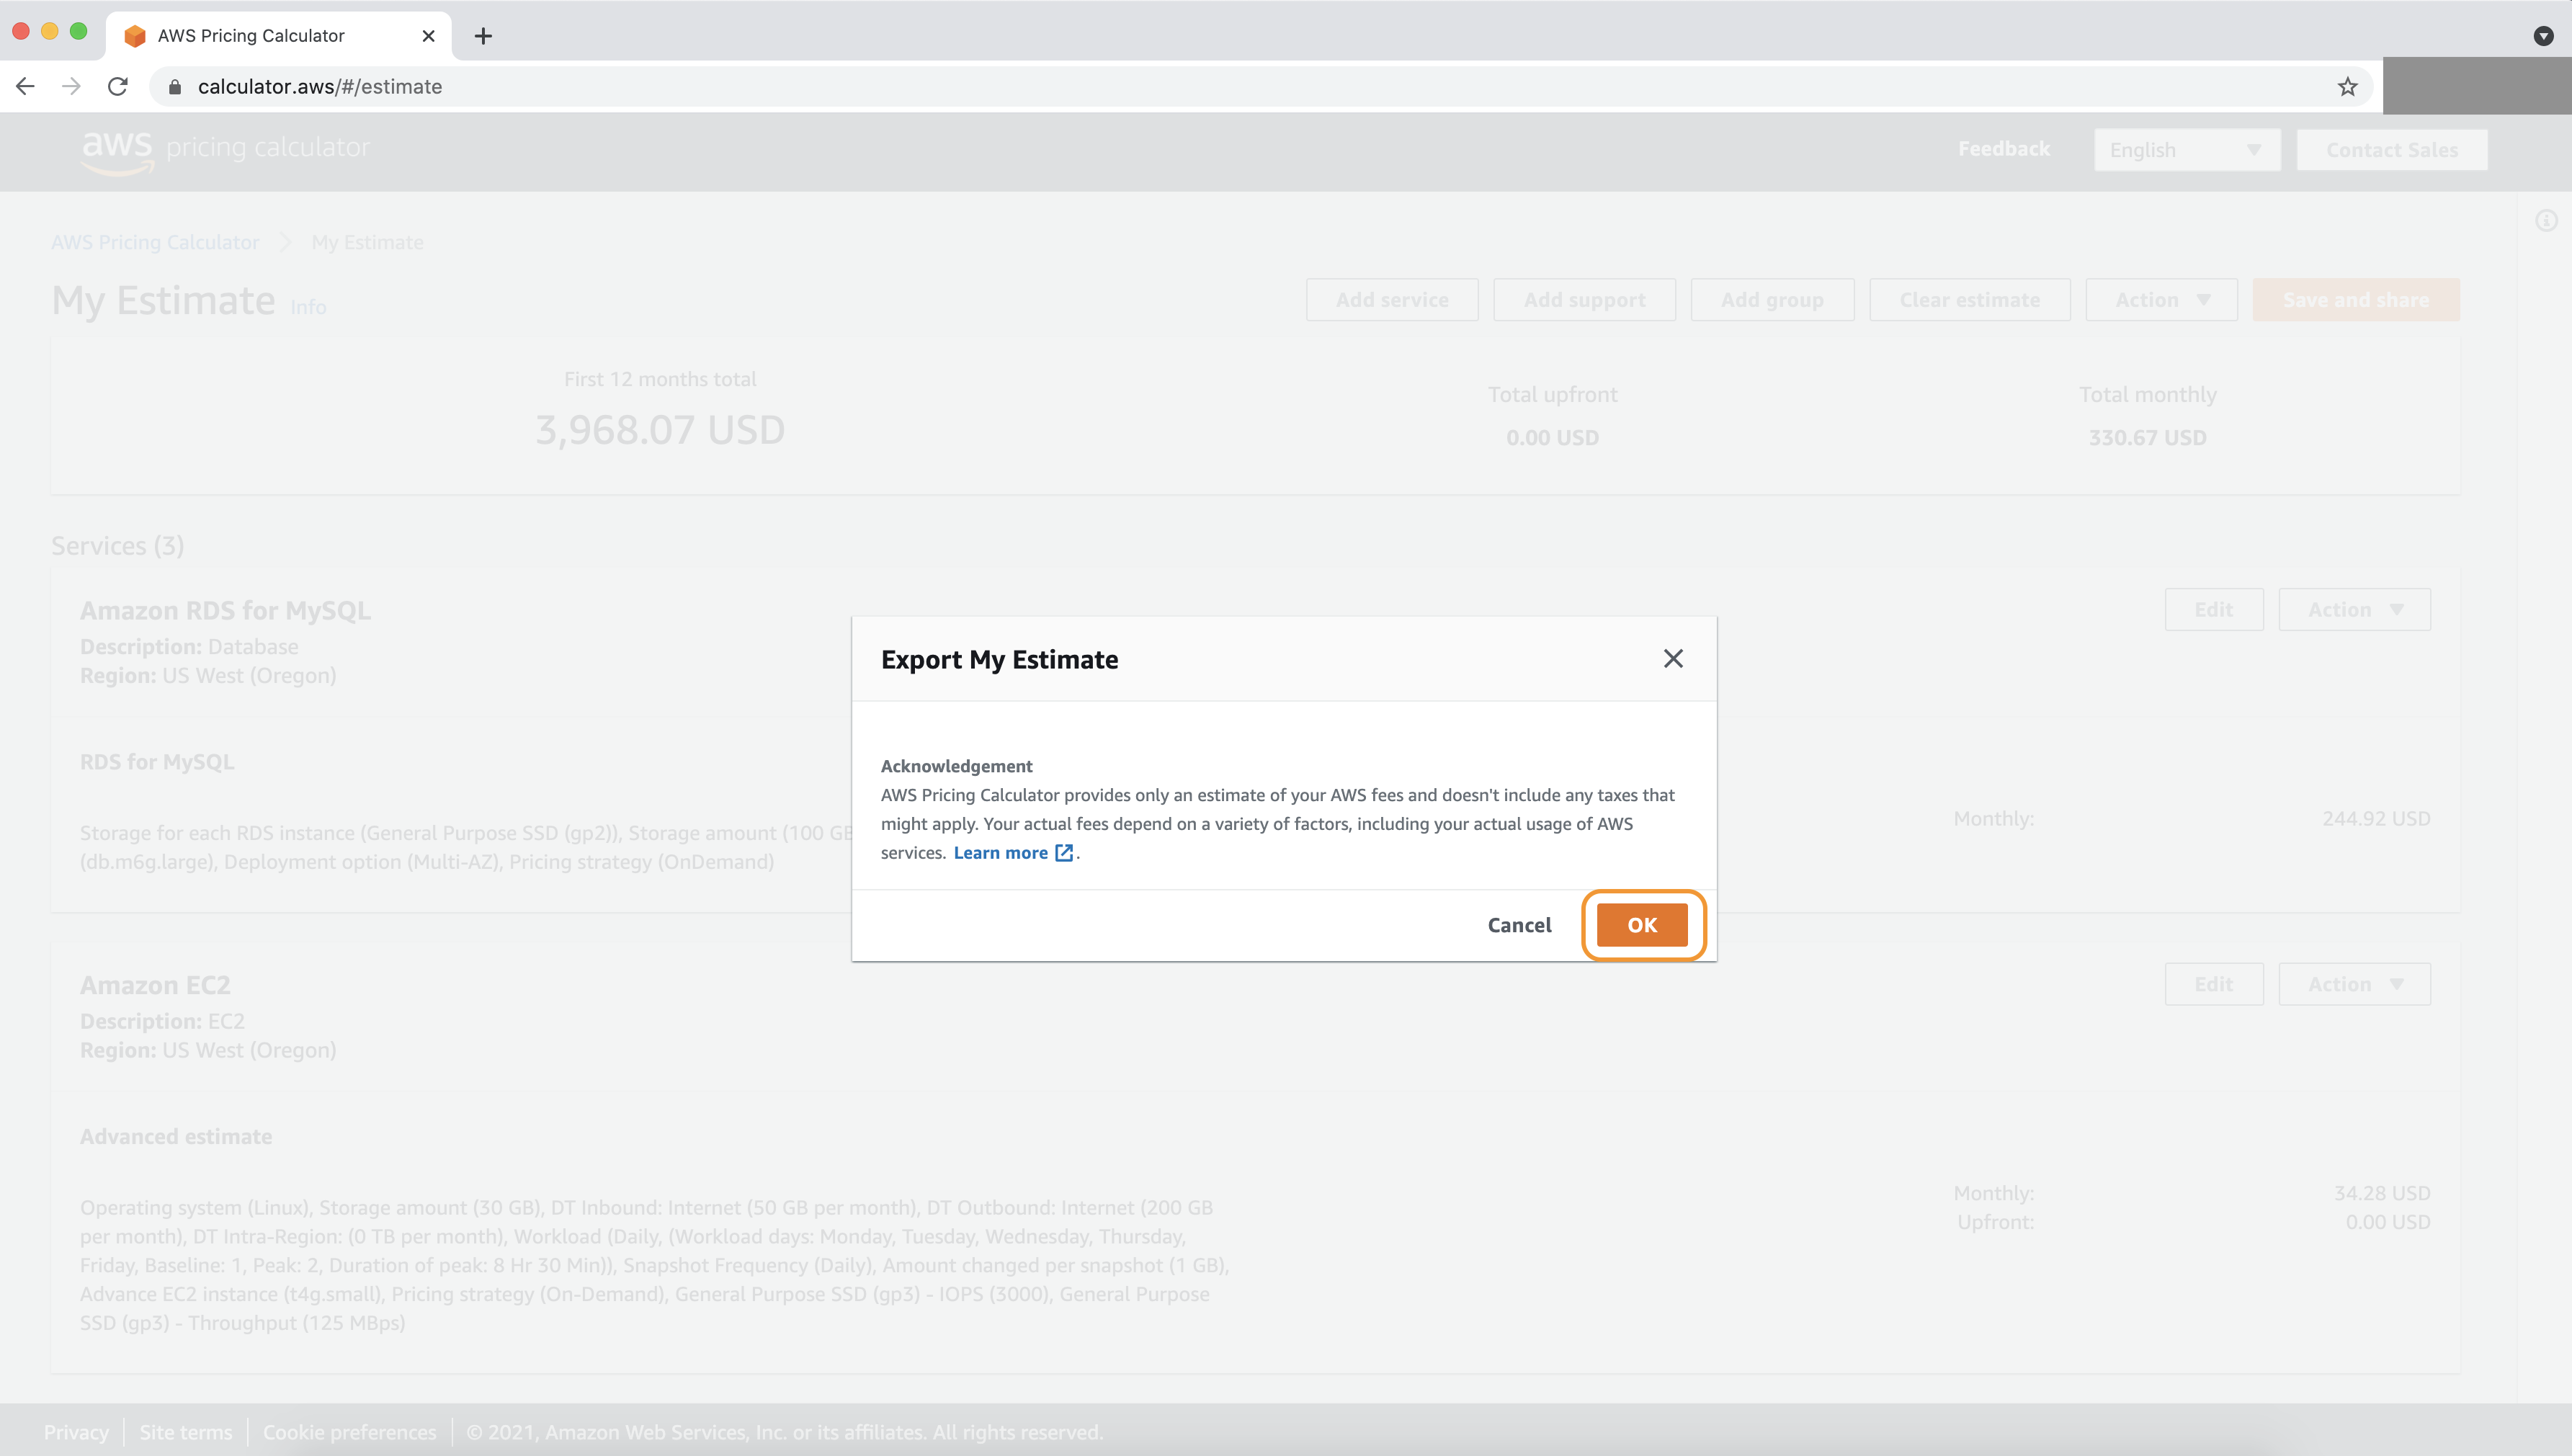 AWS Pricing Calculator
calculator.aws/#/estimate
aws pricing calculator
Feedback
English
Contact Sales
AWS Pricing Calculator
My Estimate
My Estimate Info
Add service
Add support
Add group
Clear estimate
Action
Save and share
First 12 months total
3,968.07 USD
Total upfront
0.00 USD
Total monthly
330.67 USD
Services (3)
Amazon RDS for MySQL
Description: Database
Region: US West (Oregon)
Edit
Action
RDS for MySQL
Storage for each RDS instance (General Purpose SSD (gp2)), Storage amount (100 GB
(db.m6g.large), Deployment option (Multi-AZ), Pricing strategy (OnDemand)
Monthly:
244.92 USD
Export My Estimate
Acknowledgement
AWS Pricing Calculator provides only an estimate of your AWS fees and doesn't include any taxes that
might apply. Your actual fees depend on a variety of factors, including your actual usage of AWS
services. Learn more .
Cancel
OK
Amazon EC2
Description: EC2
Region: US West (Oregon)
Edit
Action
Advanced estimate
Operating system (Linux), Storage amount (30 GB), DT Inbound: Internet (50 GB per month), DT Outbound: Internet (200 GB
per month), DT Intra-Region: (0 TB per month), Workload (Daily, (Workload days: Monday, Tuesday, Wednesday, Thursday,
Friday, Baseline: 1, Peak: 2, Duration of peak: 8 Hr 30 Min)), Snapshot Frequency (Daily), Amount changed per snapshot (1 GB),
Advance EC2 instance (t4g.small), Pricing strategy (On-Demand), General Purpose SSD (gp3) - IOPS (3000), General Purpose
SSD (gp3) - Throughput (125 MBps)
Monthly:
34.28 USD
Upfront:
0.00 USD
Privacy
Site terms
Cookie preferences
© 2021, Amazon Web Services, Inc. or its affiliates. All rights reserved.